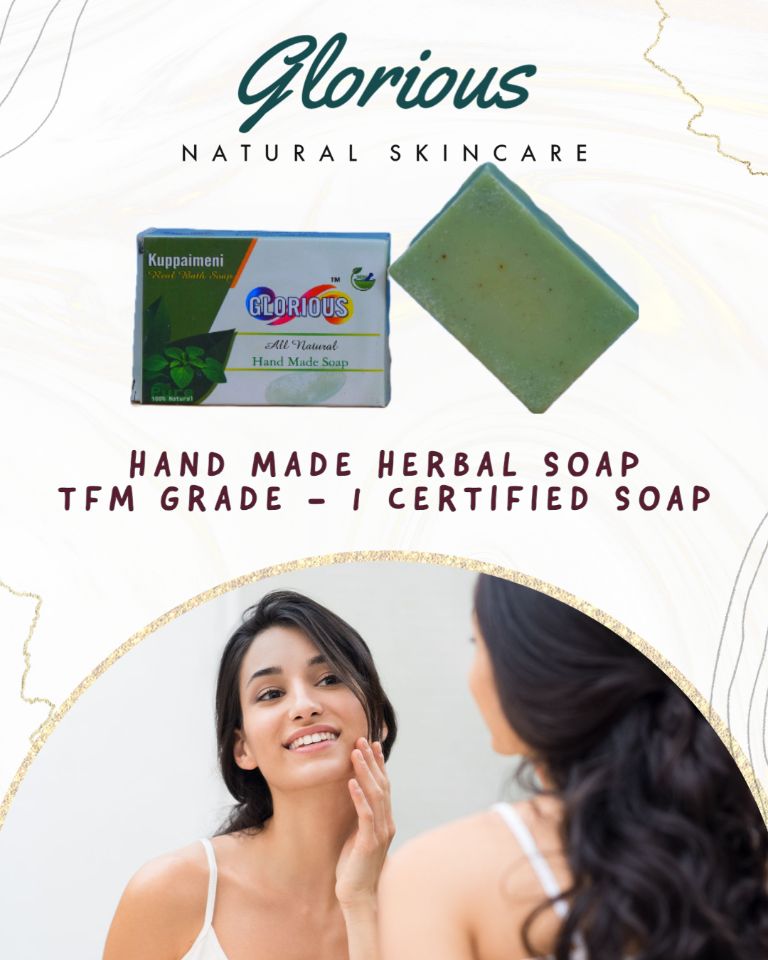 Glorious
NATURAL SKINCARE
Kuppaimeni
Real Bath Soap
GLORIOUS
TM
All Natural
Hand Made Soap
Pure
100% Natural
HAND MADE HERBAL SOAP
TFM GRADE - 1 CERTIFIED SOAP